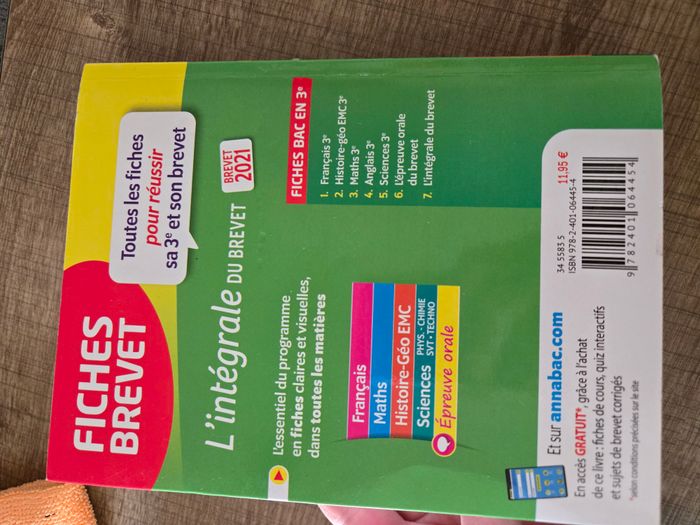 FICHES
BREVET
Toutes les fiches
pour réussir
sa 3e et son brevet
L'intégrale DU BREVET
BREVET
2021
L'essentiel du programme
en fiches claires et visuelles,
dans toutes les matières
Français
Maths
Histoire-Géo EMC
Sciences PHYS. - CHIMIE
SVT • TECHNO
Épreuve orale
FICHES BAC EN 3e
1. Français 3e
2. Histoire-géo EMC 3e
3. Maths 3e
4. Anglais 3e
5. Sciences 3e
6. L'épreuve orale
du brevet
7. L'intégrale du brevet
Et sur annabac.com
En accès GRATUIT*, grâce à l'achat
de ce livre : fiches de cours, quiz interactifs
et sujets de brevet corrigés
*selon conditions précisées sur le site
34 5583 5
ISBN 978-2-401-06445-4
11,95 €
9 782401 064454